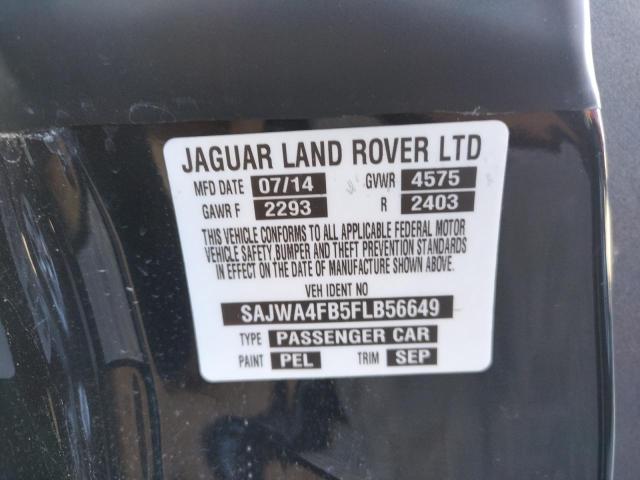 JAGUAR LAND ROVER LTD
MFD DATE 07/14 GVWR 4575
GAWR F 2293 R 2403
THIS VEHICLE CONFORMS TO ALL APPLICABLE FEDERAL MOTOR
VEHICLE SAFETY, BUMPER AND THEFT PREVENTION STANDARDS
IN EFFECT ON THE DATE OF MANUFACTURE SHOWN ABOVE.
VEH IDENT NO
SAJWA4FB5FLB56649
TYPE PASSENGER CAR
PAINT PEL TRIM SEP